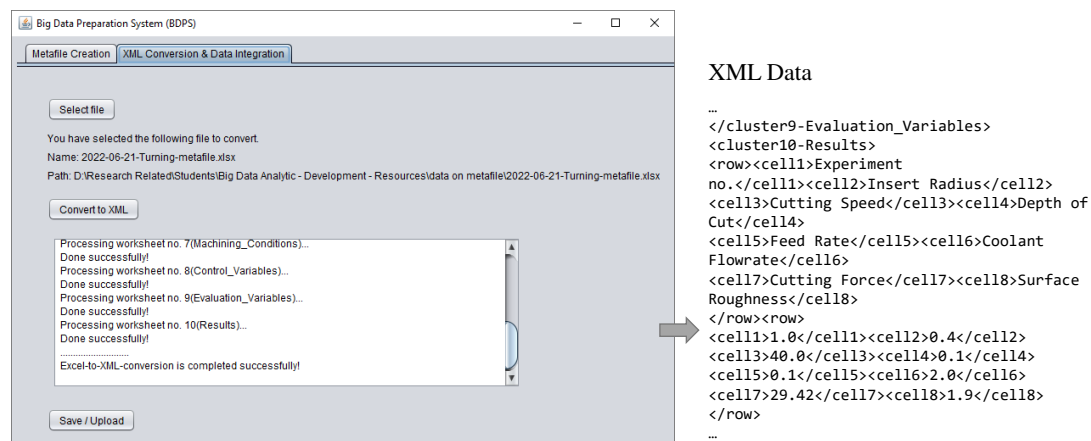 Big Data Preparation System (BDPS)
Metafile Creation
XML Conversion & Data Integration
Select file
You have selected the following file to convert.
Name: 2022-06-21-Turning-metafile.xlsx
Path: D:\Research Related\Students\Big Data Analytic - Development - Resources\data on metafile\2022-06-21-Turning-metafile.xlsx
Convert to XML
Processing worksheet no. 7(Machining_Conditions)...
Done successfully!
Processing worksheet no. 8(Control_Variables)...
Done successfully!
Processing worksheet no. 9(Evaluation_Variables)...
Done successfully!
Processing worksheet no. 10(Results)...
Done successfully!
...........................
Excel-to-XML-conversion is completed successfully!
Save / Upload
XML Data
…
</cluster9-Evaluation_Variables>
<cluster10-Results>
<row><cell1>Experiment
no.</cell1><cell2>Insert Radius</cell2>
<cell3>Cutting Speed</cell3><cell4>Depth of
Cut</cell4>
<cell5>Feed Rate</cell5><cell6>Coolant
Flowrate</cell6>
<cell7>Cutting Force</cell7><cell8>Surface
Roughness</cell8>
</row><row>
<cell1>1.0</cell1><cell2>0.4</cell2>
<cell3>40.0</cell3><cell4>0.1</cell4>
<cell5>0.1</cell5><cell6>2.0</cell6>
<cell7>29.42</cell7><cell8>1.9</cell8>
</row>
…